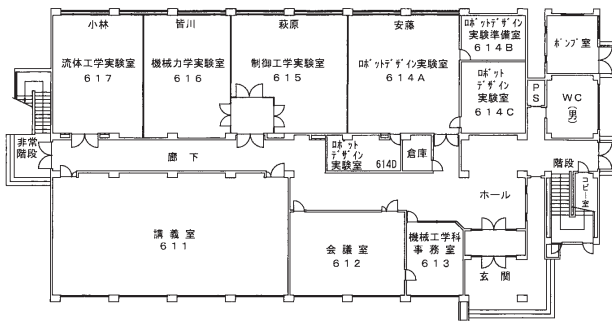 小林
流体工学実験室
617
皆川
機械力学実験室
616
萩原
制御工学実験室
615
安藤
ロボットデザイン実験室
614A
ロボットデザイン
実験準備室
614B
ロボット
デザイン
実験室
614C
ポンプ室
PS
WC
(男)
非常
階段
廊下
ロボット
デザイン
実験室 614D
倉庫
階段
コピー室
ホール
講義室
611
会議室
612
機械工学科
事務室
613
玄関